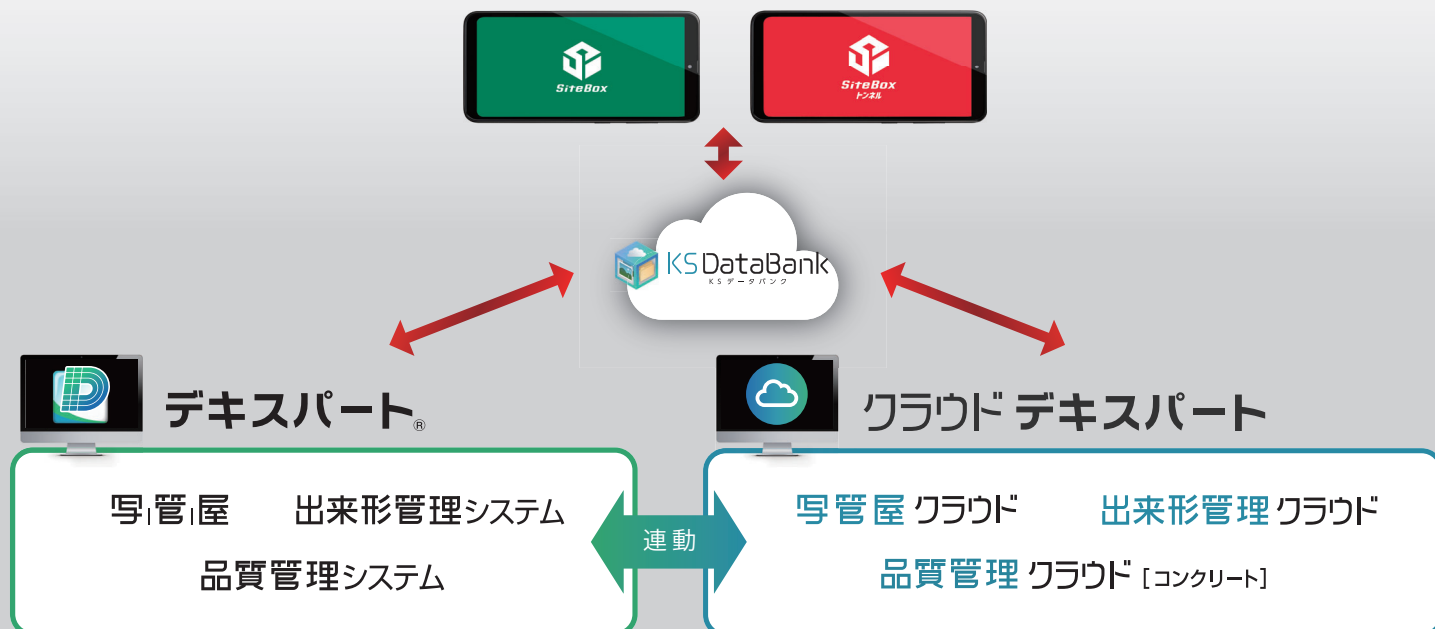 SiteBox
SiteBox
トンネル
KSDataBank
KSデータバンク
デキスパート®
クラウド デキスパート
写管屋 出来形管理システム
品質管理システム
連動
写管屋 クラウド 出来形管理 クラウド
品質管理 クラウド [コンクリート]